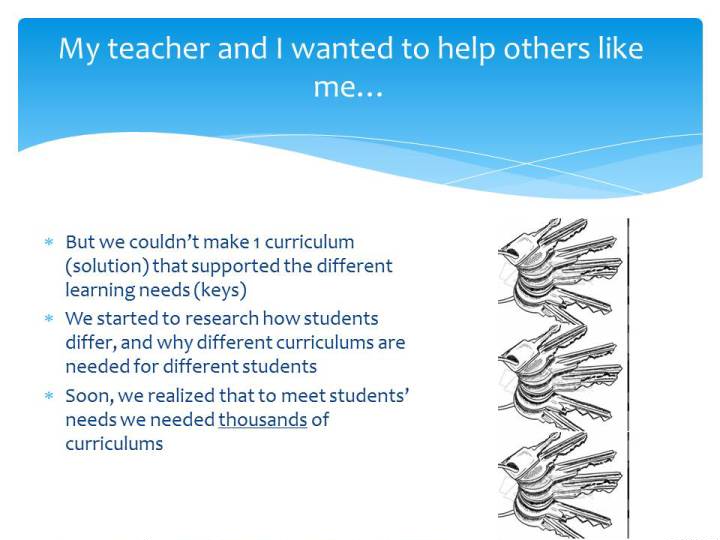 My teacher and I wanted to help others like
me…
But we couldn’t make 1 curriculum
(solution) that supported the different
learning needs (keys)
We started to research how students
differ, and why different curriculums are
needed for different students
Soon, we realized that to meet students’
needs we needed thousands of
curriculums